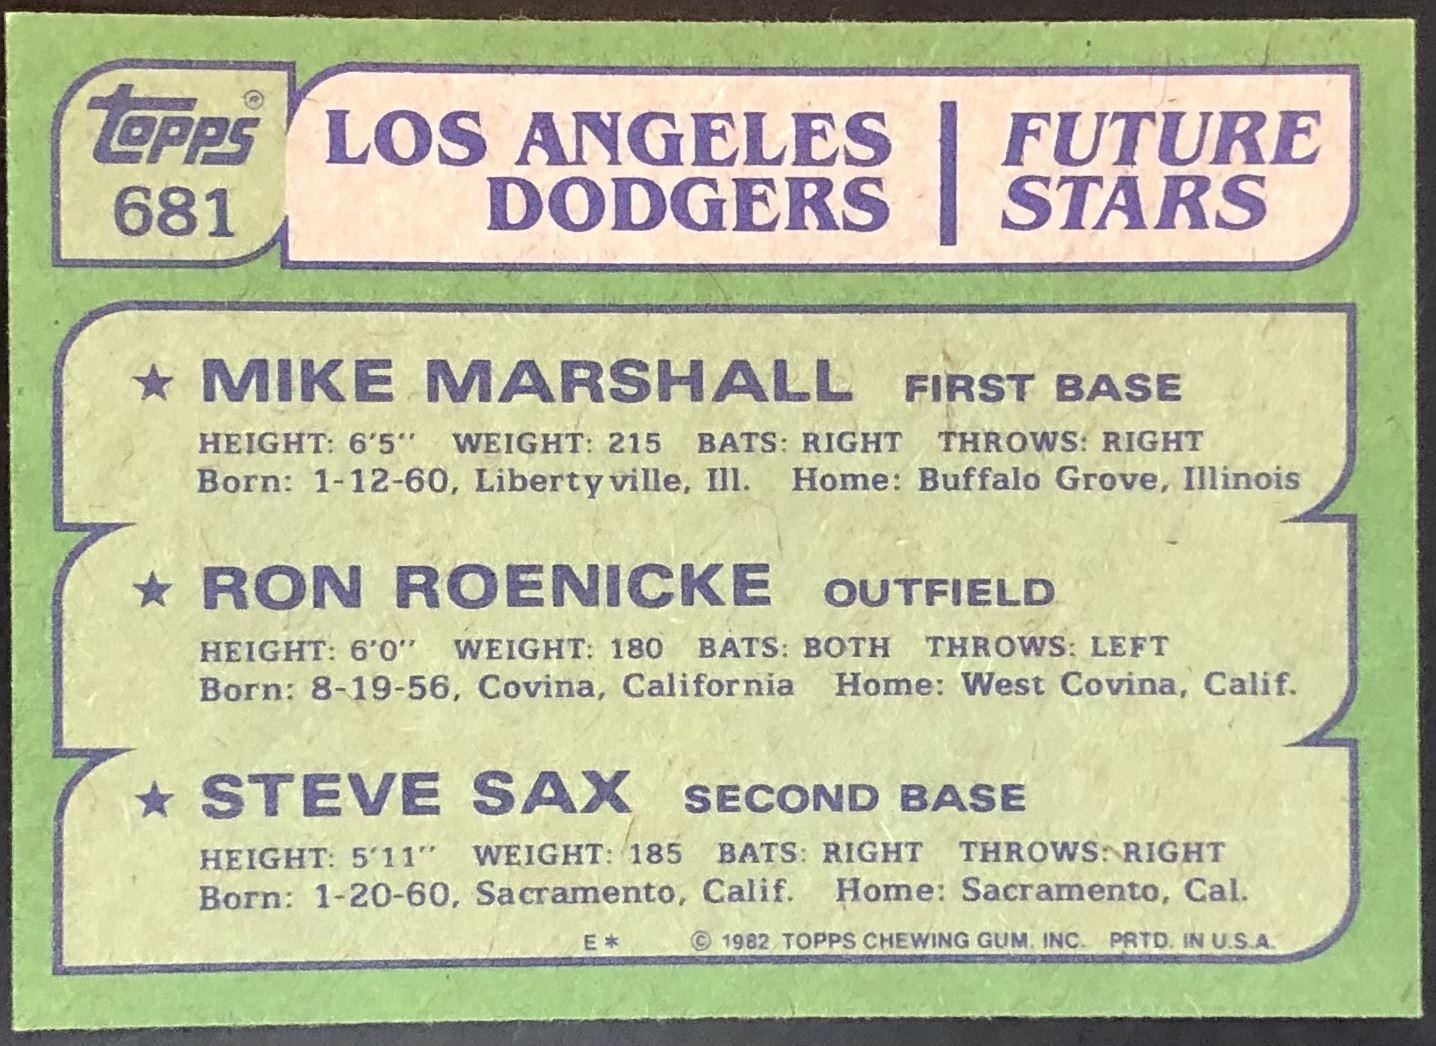 Topps ®
681
LOS ANGELES
DODGERS
FUTURE
STARS
★ MIKE MARSHALL FIRST BASE
HEIGHT: 6'5" WEIGHT: 215 BATS: RIGHT THROWS: RIGHT
Born: 1-12-60, Libertyville, Ill. Home: Buffalo Grove, Illinois
★ RON ROENICKE OUTFIELD
HEIGHT: 6'0" WEIGHT: 180 BATS: BOTH THROWS: LEFT
Born: 8-19-56, Covina, California Home: West Covina, Calif.
★ STEVE SAX SECOND BASE
HEIGHT: 5'11" WEIGHT: 185 BATS: RIGHT THROWS: RIGHT
Born: 1-20-60, Sacramento, Calif. Home: Sacramento, Cal.
E* © 1982 TOPPS CHEWING GUM, INC. PRTD. IN U.S.A.